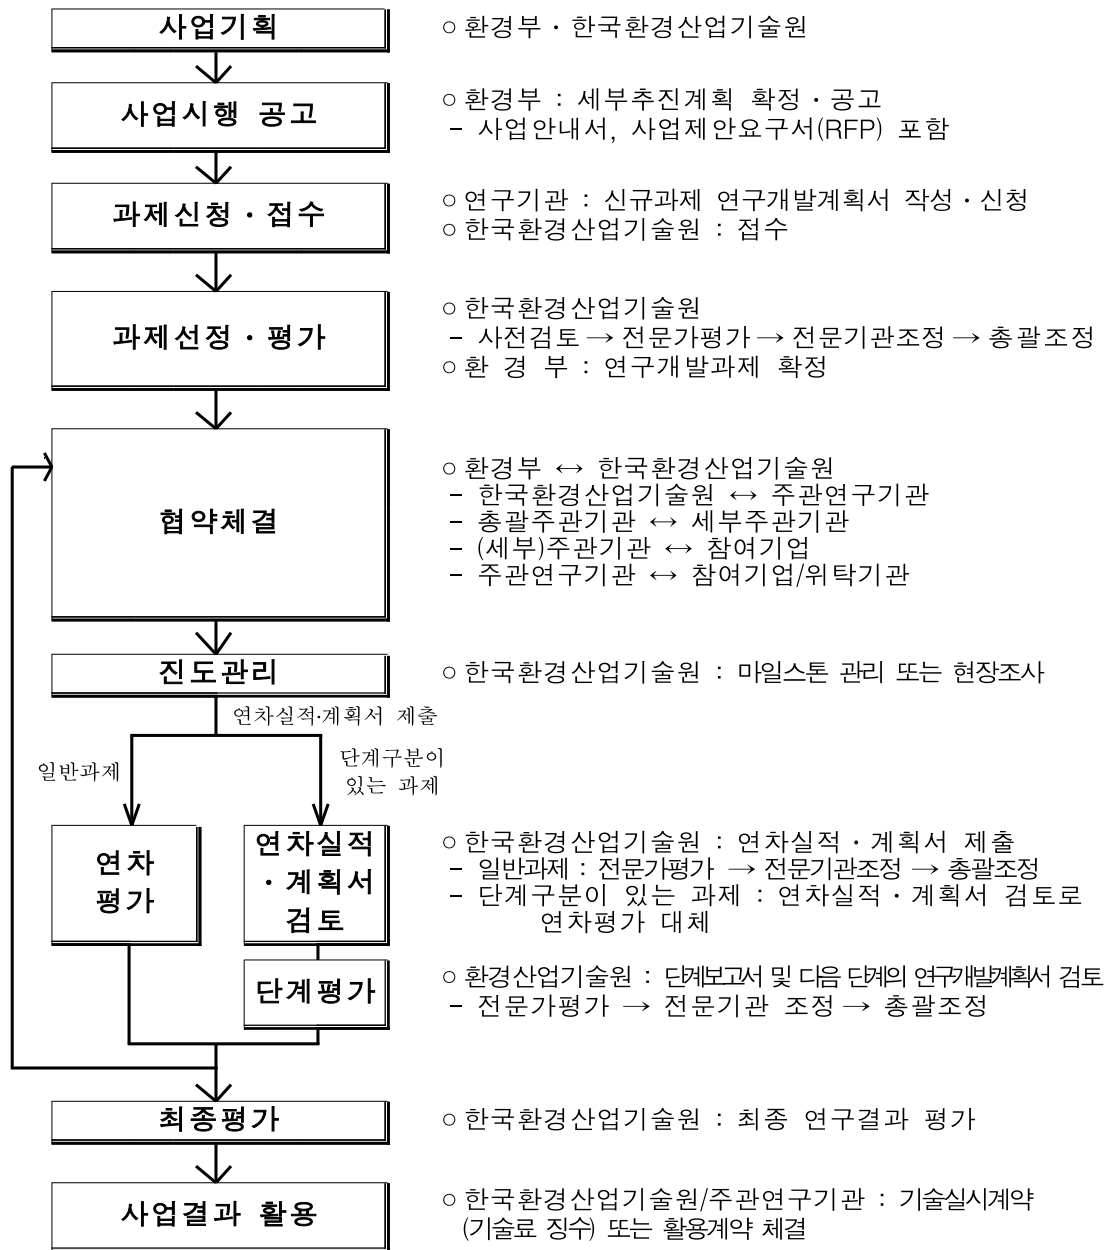 사업기획
○ 환경부·한국환경산업기술원
사업시행 공고
○ 환경부 : 세부추진계획 확정·공고
- 사업안내서, 사업제안요구서(RFP) 포함
과제신청·접수
○ 연구기관 : 신규과제 연구개발계획서 작성·신청
○ 한국환경산업기술원 : 접수
과제선정·평가
○ 한국환경산업기술원
- 사전검토 → 전문가평가 → 전문기관조정 → 총괄조정
○ 환 경 부 : 연구개발과제 확정
협약체결
○ 환경부 ↔ 한국환경산업기술원
- 한국환경산업기술원 ↔ 주관연구기관
- 총괄주관기관 ↔ 세부주관기관
- (세부)주관기관 ↔ 참여기업
- 주관연구기관 ↔ 참여기업/위탁기관
진도관리
○ 한국환경산업기술원 : 마일스톤 관리 또는 현장조사
연차실적·계획서 제출
일반과제
단계구분이
있는 과제
연차
평가
연차실적
·계획서
검토
○ 한국환경산업기술원 : 연차실적·계획서 제출
- 일반과제 : 전문가평가 → 전문기관조정 → 총괄조정
- 단계구분이 있는 과제 : 연차실적·계획서 검토로
연차평가 대체
단계평가
○ 환경산업기술원 : 단계보고서 및 다음 단계의 연구개발계획서 검토
- 전문가평가 → 전문기관 조정 → 총괄조정
최종평가
○ 한국환경산업기술원 : 최종 연구결과 평가
사업결과 활용
○ 한국환경산업기술원/주관연구기관 : 기술실시계약
(기술료 징수) 또는 활용계약 체결